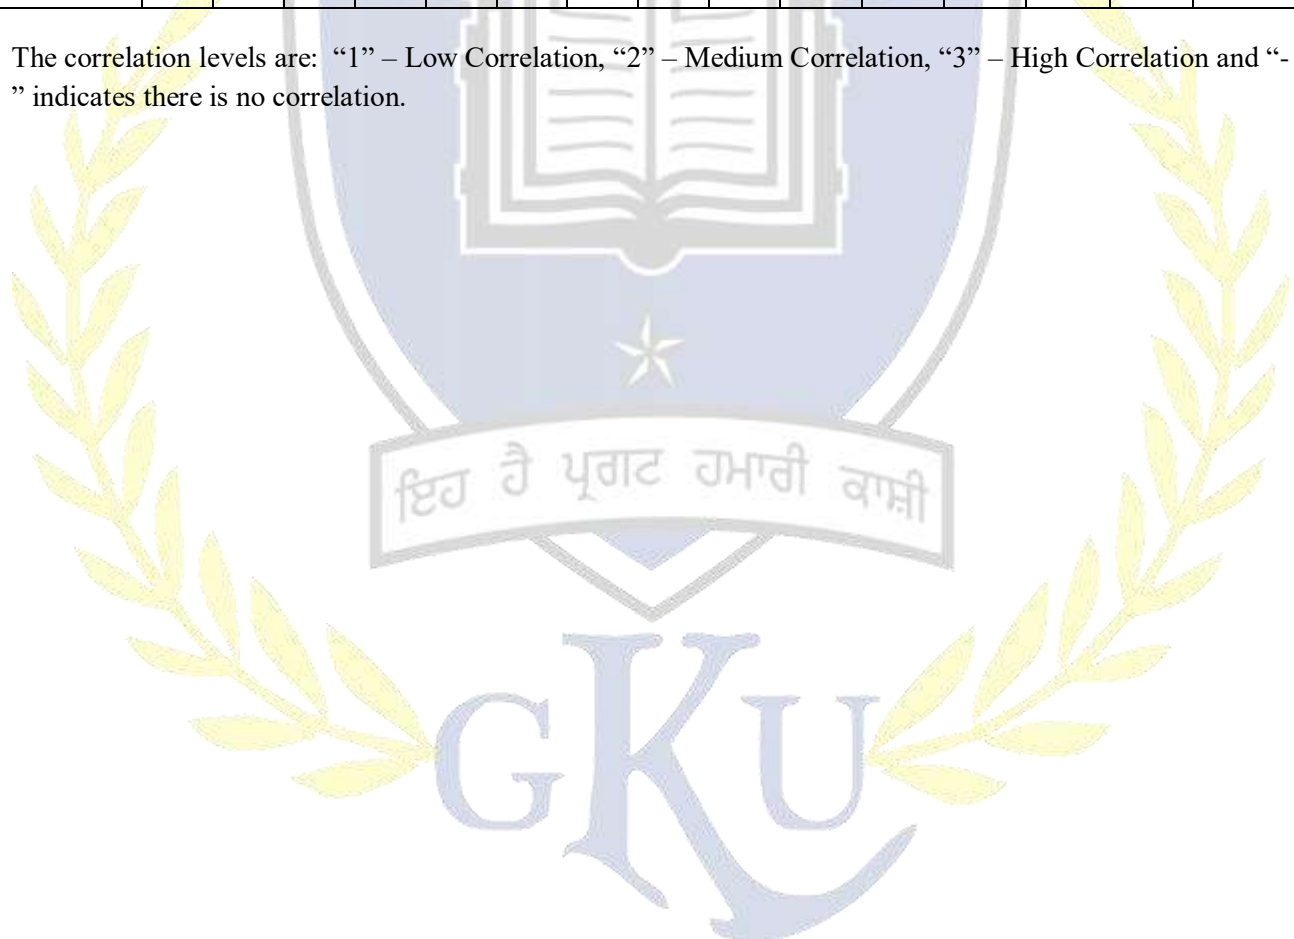 The correlation levels are:  “1” – Low Correlation, “2” – Medium Correlation, “3” – High Correlation and “-
” indicates there is no correlation.
ਇਹ ਹੈ ਪ੍ਰਗਟ ਹਮਾਰੀ ਕਾਸ਼ੀ
GKU